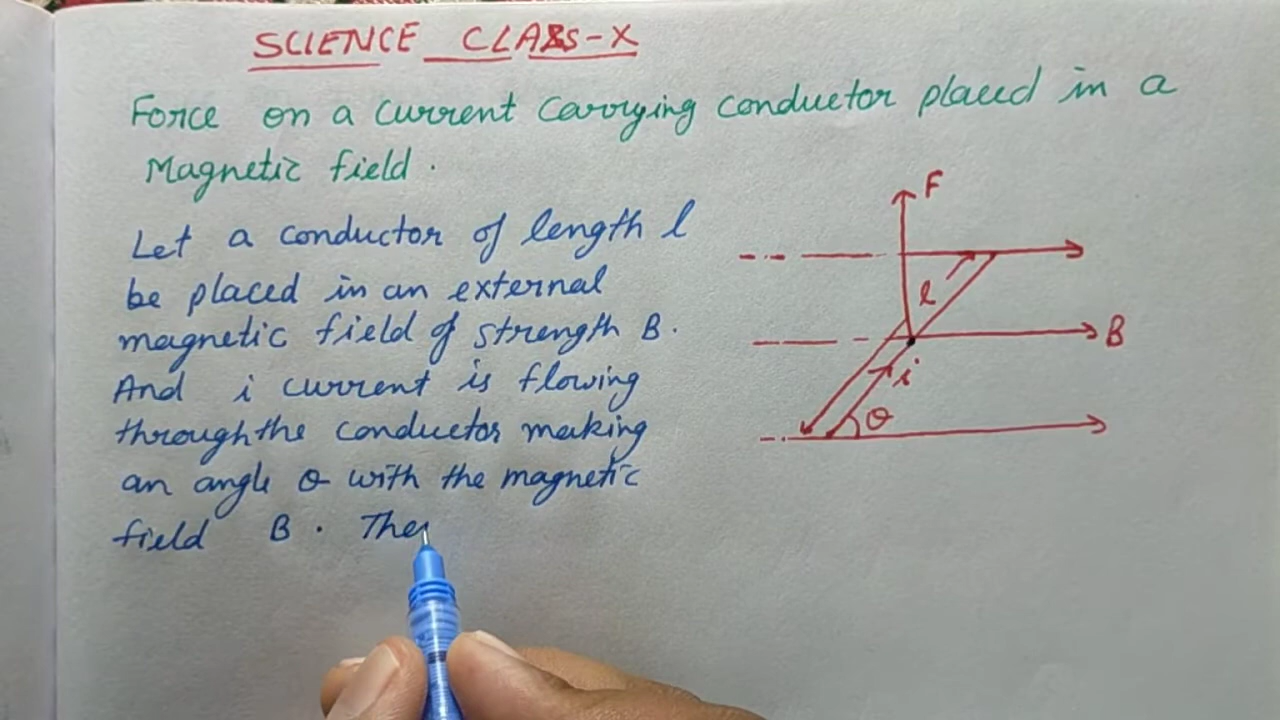 SCIENCE CLASS-X
Force on a current carrying conductor placed in a
Magnetic field.
Let a conductor of length l
be placed in an external
magnetic field of strength B.
And i current is flowing
through the conductor making
an angle θ with the magnetic
field B. Then
F
l
B
i
θ